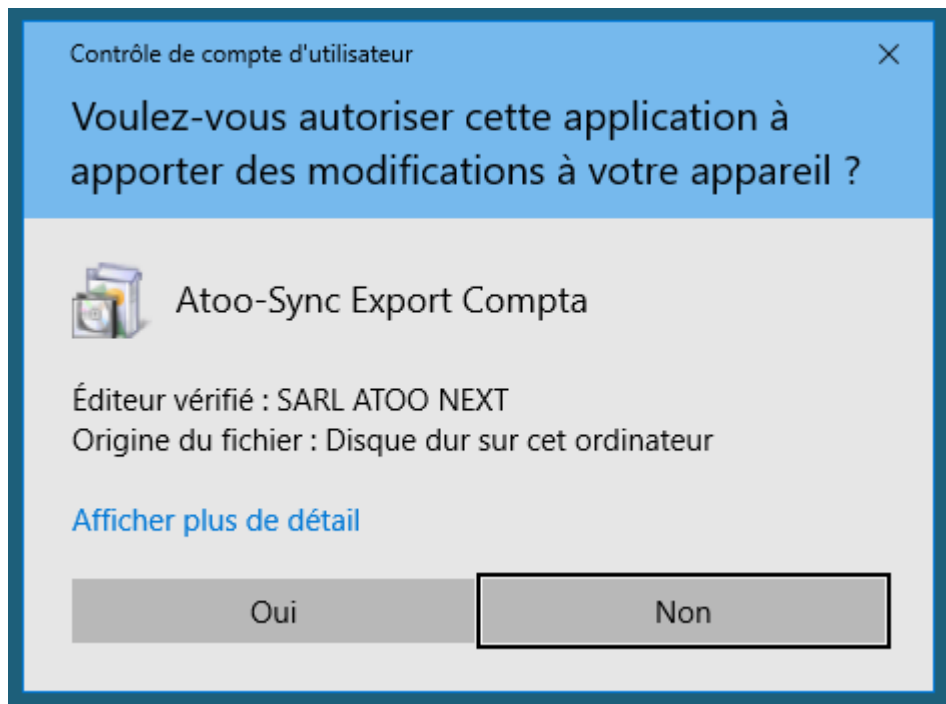 Contrôle de compte d'utilisateur
Voulez-vous autoriser cette application à
apporter des modifications à votre appareil ?
Atoo-Sync Export Compta
Éditeur vérifié : SARL ATOO NEXT
Origine du fichier : Disque dur sur cet ordinateur
Afficher plus de détail
Oui
Non